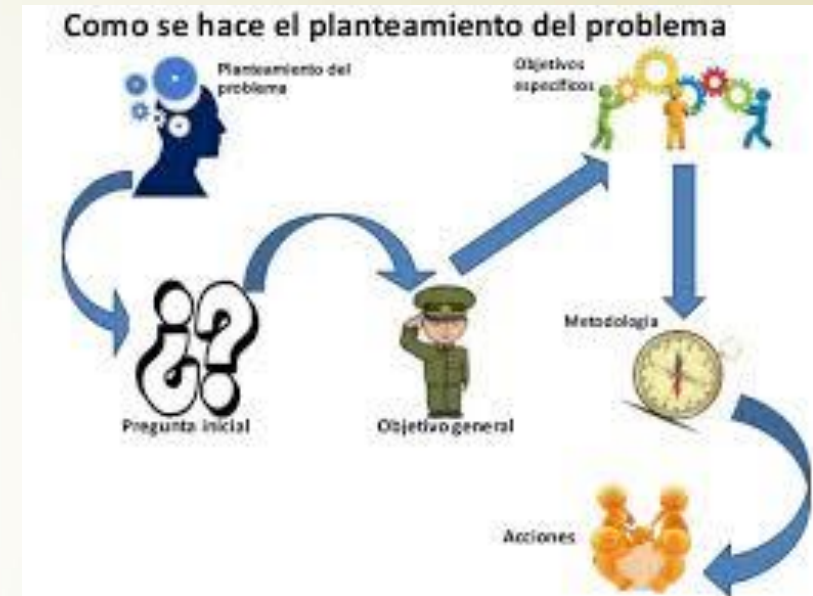 Como se hace el planteamiento del problema
Planteamiento del
problema
¿?
Pregunta inicial
Objetivo general
Objetivos
específicos
Metodología
Acciones